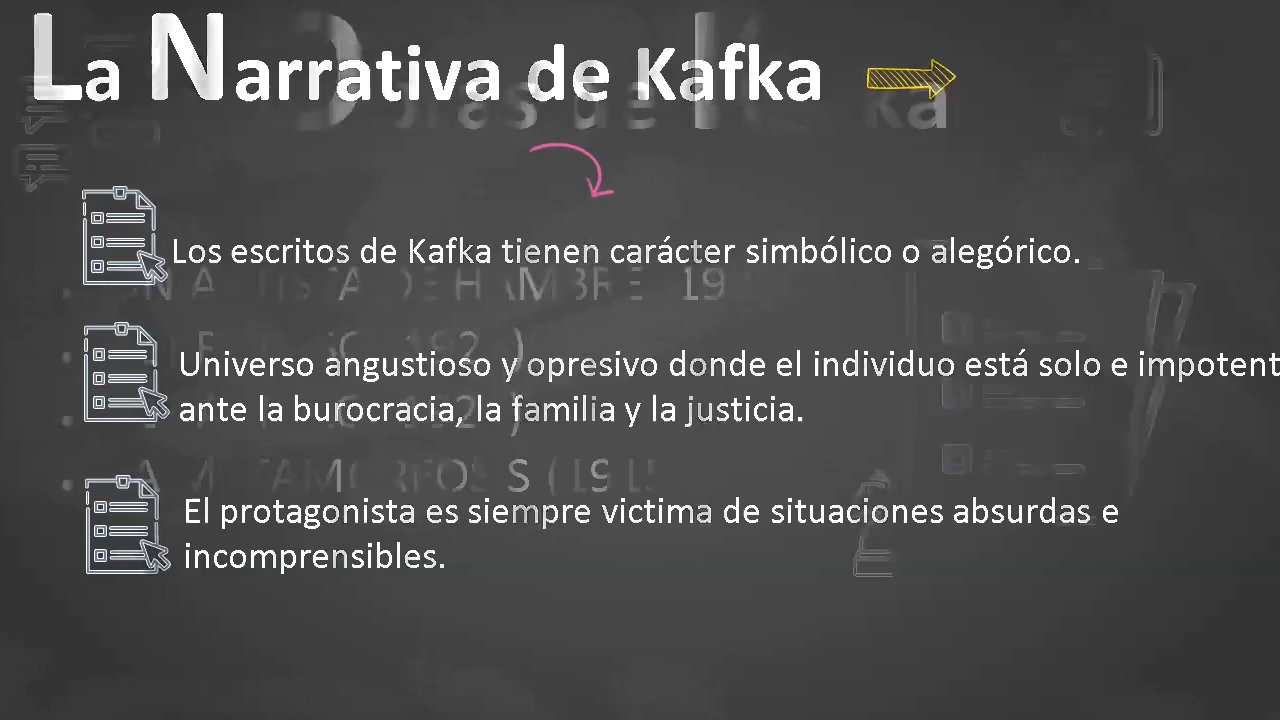 La Narrativa de Kafka
Los escritos de Kafka tienen carácter simbólico o alegórico.
Universo angustioso y opresivo donde el individuo está solo e impotent
ante la burocracia, la familia y la justicia.
El protagonista es siempre victima de situaciones absurdas e
incomprensibles.